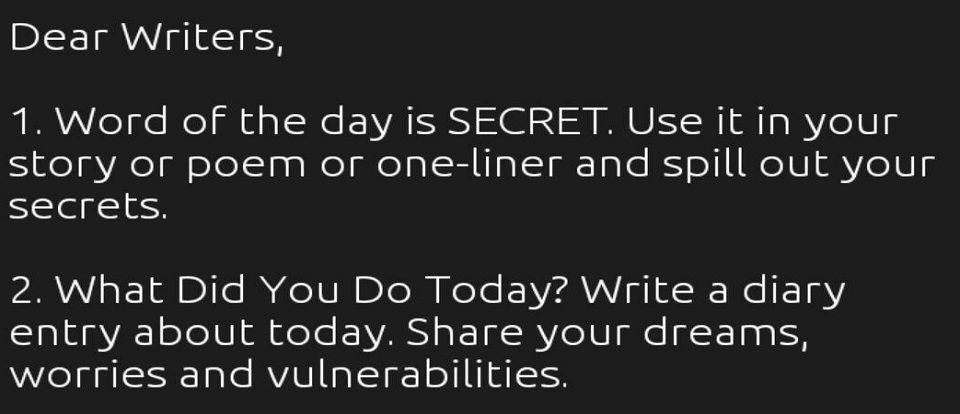 Dear Writers,
1. Word of the day is SECRET. Use it in your
story or poem or one-liner and spill out your
secrets.
2. What Did You Do Today? Write a diary
entry about today. Share your dreams,
worries and vulnerabilities.